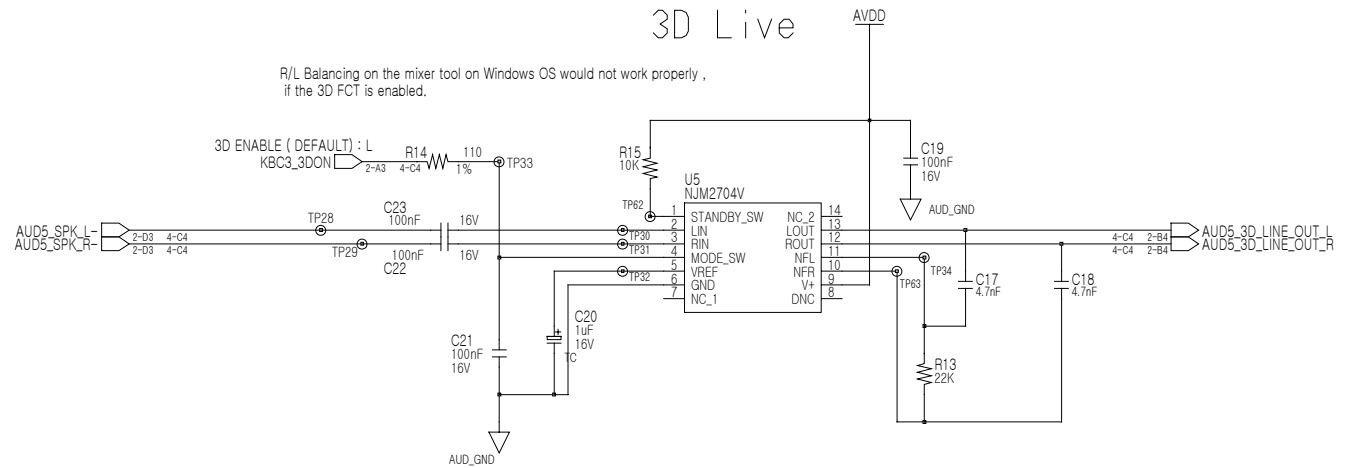 3D Live
AVDD
R/L Balancing on the mixer tool on Windows OS would not work properly ,
if the 3D FCT is enabled.
3D ENABLE ( DEFAULT) : L
KBC3_3DON
2-A3
4-C4
R14
110
1%
TP33
R15
10K
C19
100nF
16V
AUD_GND
U5
NJM2704V
TP62
1 STANDBY_SW
2 LIN
3 RIN
4 MODE_SW
5 VREF
6 GND
7 NC_1
NC_2 14
LOUT 13
ROUT 12
NFL 11
NFR 10
V+ 9
DNC 8
AUD5_SPK_L-
AUD5_SPK_R-
2-D3 4-C4
2-D3 4-C4
TP28
TP29
C23
100nF
16V
100nF
16V
C22
TP30
TP31
TP32
AUD5_3D_LINE_OUT_L
AUD5_3D_LINE_OUT_R
4-C4 2-B4
4-C4 2-B4
TP34
TP63
C17
4.7nF
C18
4.7nF
C20
1uF
16V
+
TC
C21
100nF
16V
R13
22K
AUD_GND